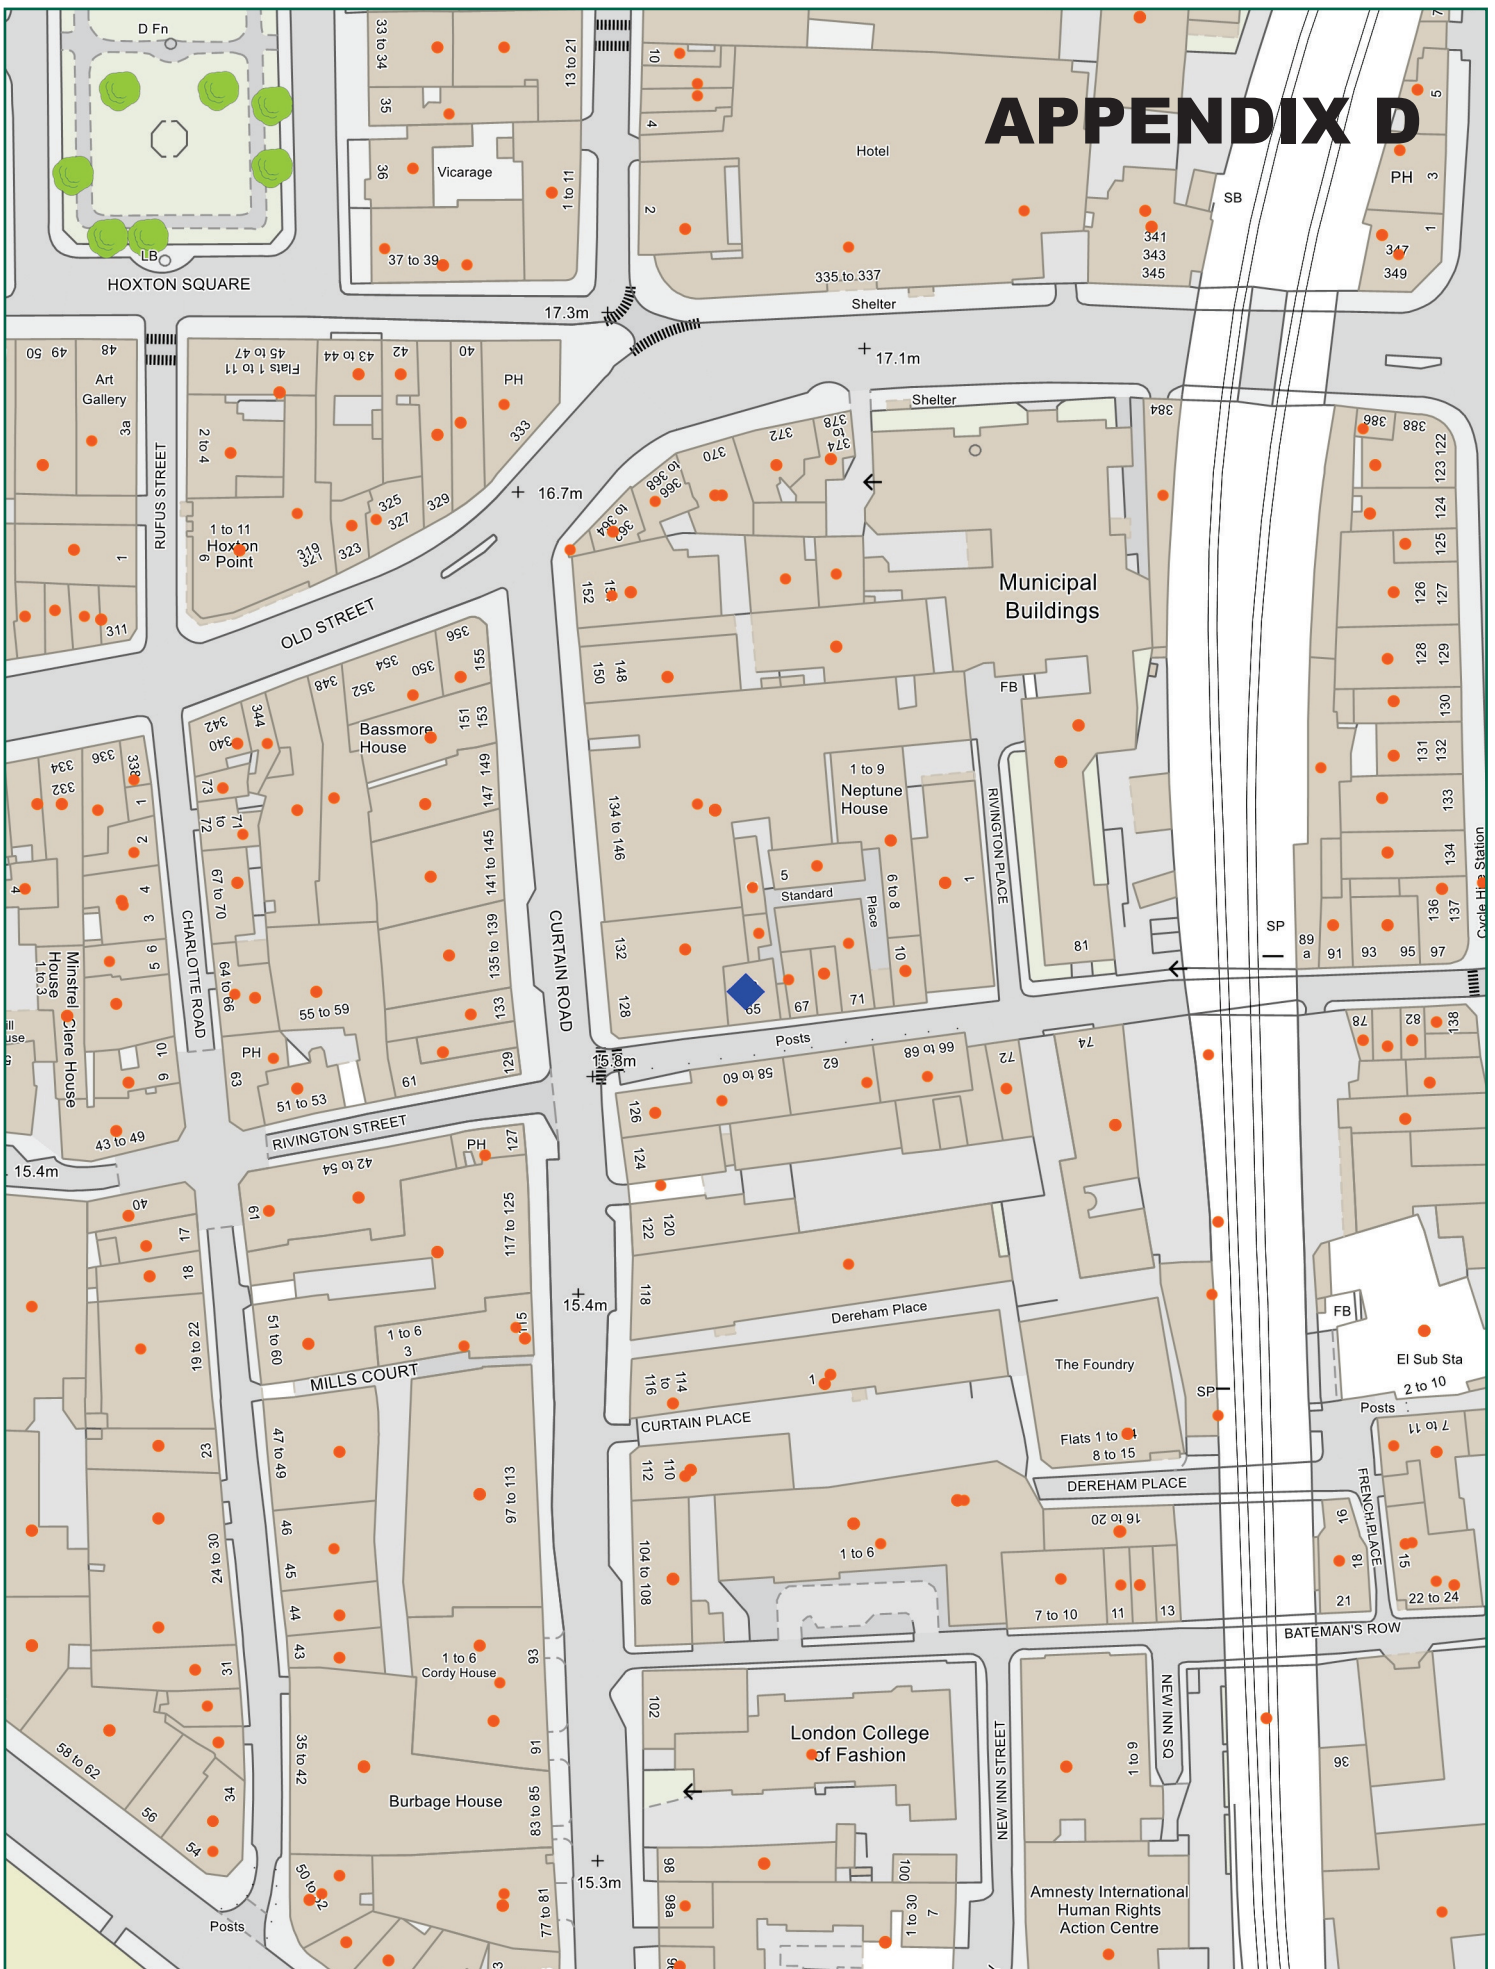 APPENDIX D
D Fn
33 to 34
13 to 21
10
35
4
5
Hotel
36
Vicarage
1 to 11
PH
3
SB
2
341
343
345
1
347
349
LB
37 to 39
335 to 337
HOXTON SQUARE
Shelter
17.3m
17.1m
50
49
48
Flats 1 to 11
45 to 47
43 to 44
42
40
PH
Art
Gallery
3a
333
Shelter
384
386
388
372
374
to
378
370
366
to 368
2 to 4
RUFUS STREET
325
327
329
16.7m
362
to 364
122
123
124
1 to 11
Hoxton
Point
6
319
321
323
125
1
152
Municipal
Buildings
126
127
311
OLD STREET
356
354
350
352
348
155
150
148
128
129
FB
130
342
340
344
151
153
Bassmore
House
131
132
334
332
336
338
73
72
to
71
147
149
1 to 9
Neptune
House
RIVINGTON PLACE
133
1
2
134 to 146
141 to 145
134
4
4
3
67 to 70
5
Standard
Place
6 to 8
1
136
137
Cycle Hire Station
CHARLOTTE ROAD
CURTAIN ROAD
132
135 to 139
SP
81
89
a
91
93
95
97
5
6
Minstrel
House
1 to 3
Clere House
64 to 66
10
55 to 59
133
128
65
67
71
78
82
138
Posts
PH
63
61
129
15.8m
58 to 60
62
66 to 68
72
74
10
9
51 to 53
126
43 to 49
RIVINGTON STREET
PH
127
124
15.4m
42 to 54
40
17
61
117 to 125
122
120
18
118
15.4m
Dereham Place
FB
El Sub Sta
2 to 10
19 to 22
51 to 60
1 to 6
3
The Foundry
MILLS COURT
116
to
114
1
SP
Posts
CURTAIN PLACE
7 to 11
23
47 to 49
112
110
Flats 1 to
8 to 15
DEREHAM PLACE
97 to 113
FRENCH PLACE
46
16 to 20
16
24 to 30
45
104 to 108
1 to 6
18
15
44
7 to 10
11
13
21
22 to 24
43
BATEMAN'S ROW
1 to 6
Cordy House
93
31
102
NEW INN SQ
London College
of Fashion
NEW INN STREET
58 to 62
35 to 42
91
1 to 9
36
34
56
Burbage House
83 to 85
54
50 to 52
15.3m
98
100
98a
1 to 30
7
Amnesty International
Human Rights
Action Centre
77 to 81
Posts